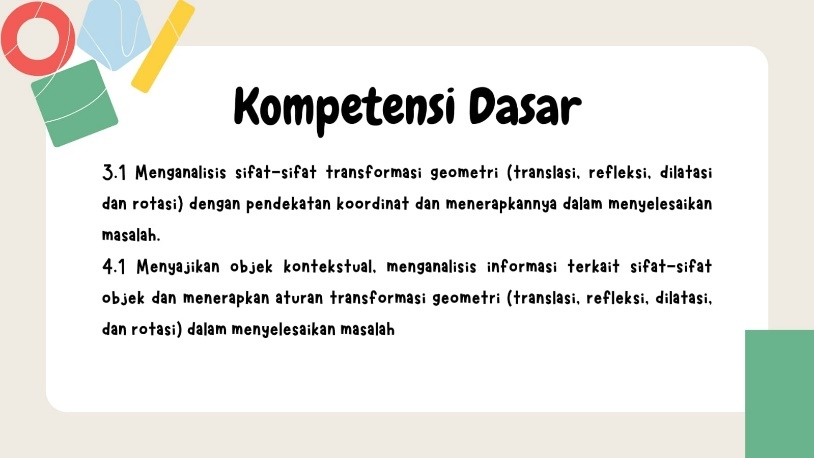 Kompetensi Dasar
3.1 Menganalisis sifat-sifat transformasi geometri (translasi, refleksi, dilatasi
dan rotasi) dengan pendekatan koordinat dan menerapkannya dalam menyelesaikan
masalah.
4.1 Menyajikan objek kontekstual, menganalisis informasi terkait sifat-sifat
objek dan menerapkan aturan transformasi geometri (translasi, refleksi, dilatasi,
dan rotasi) dalam menyelesaikan masalah